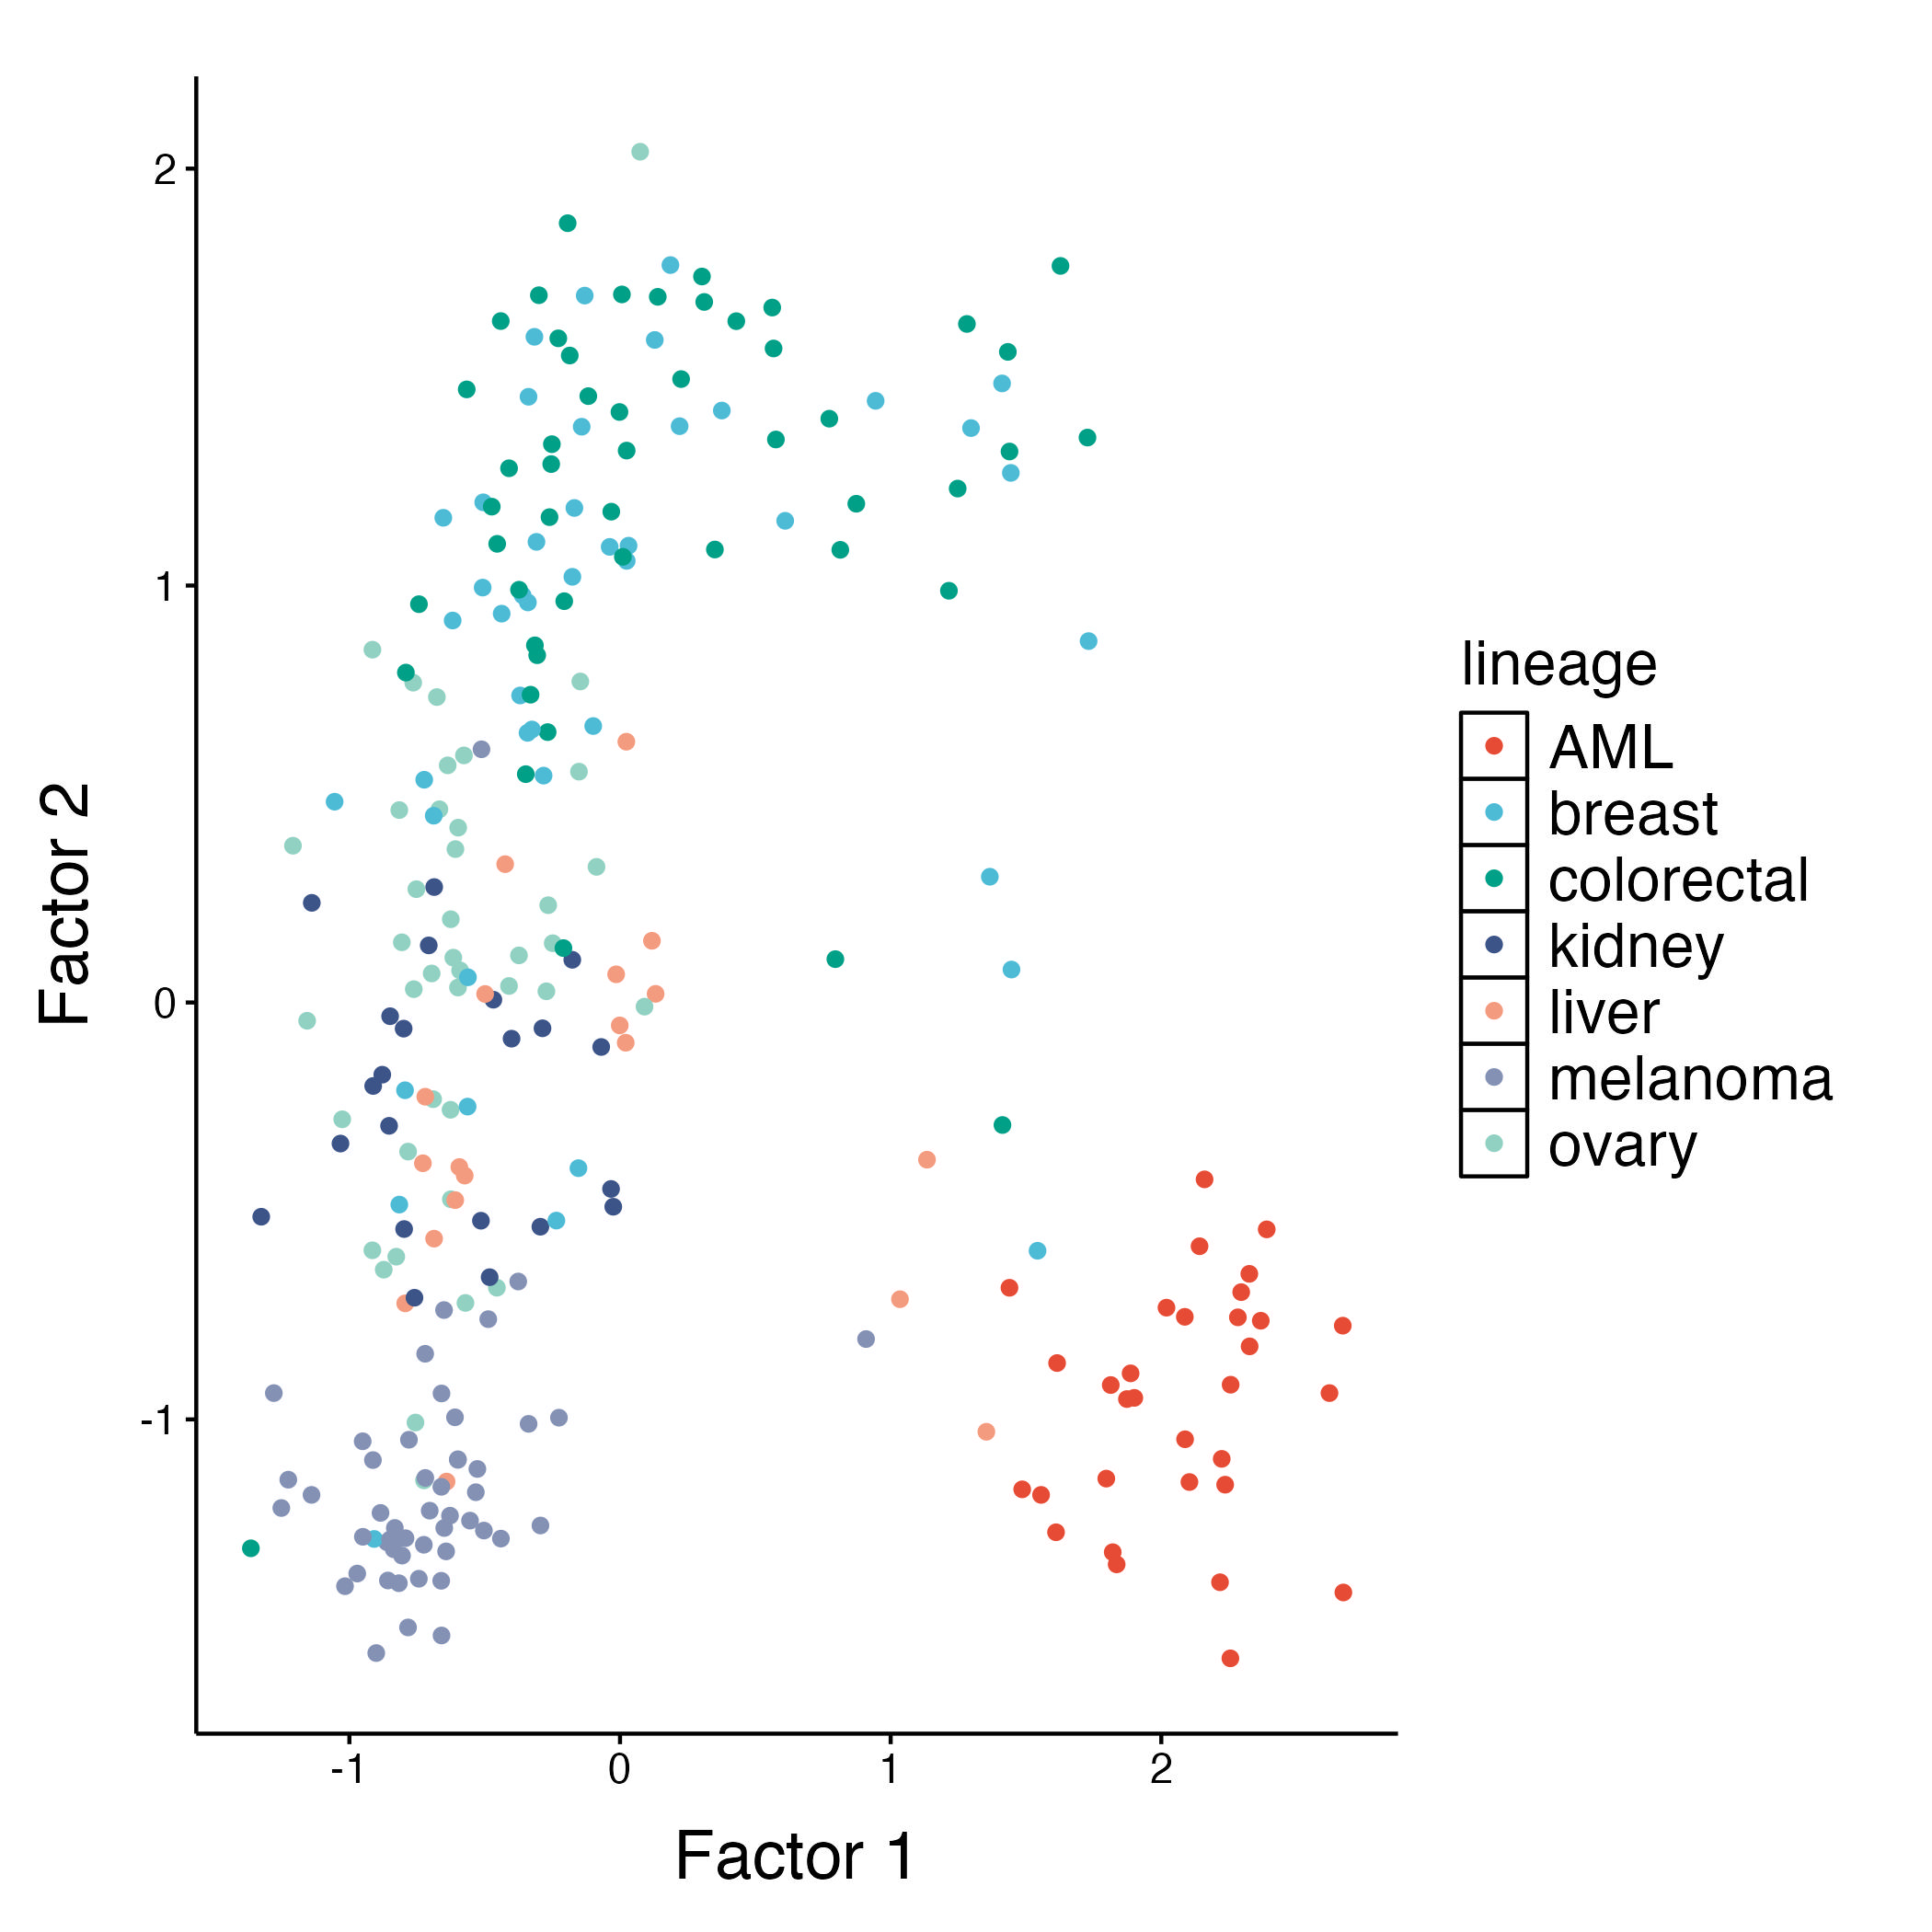 2
1
0
-1
Factor 2
-1
0
1
2
Factor 1
lineage
AML
breast
colorectal
kidney
liver
melanoma
ovary